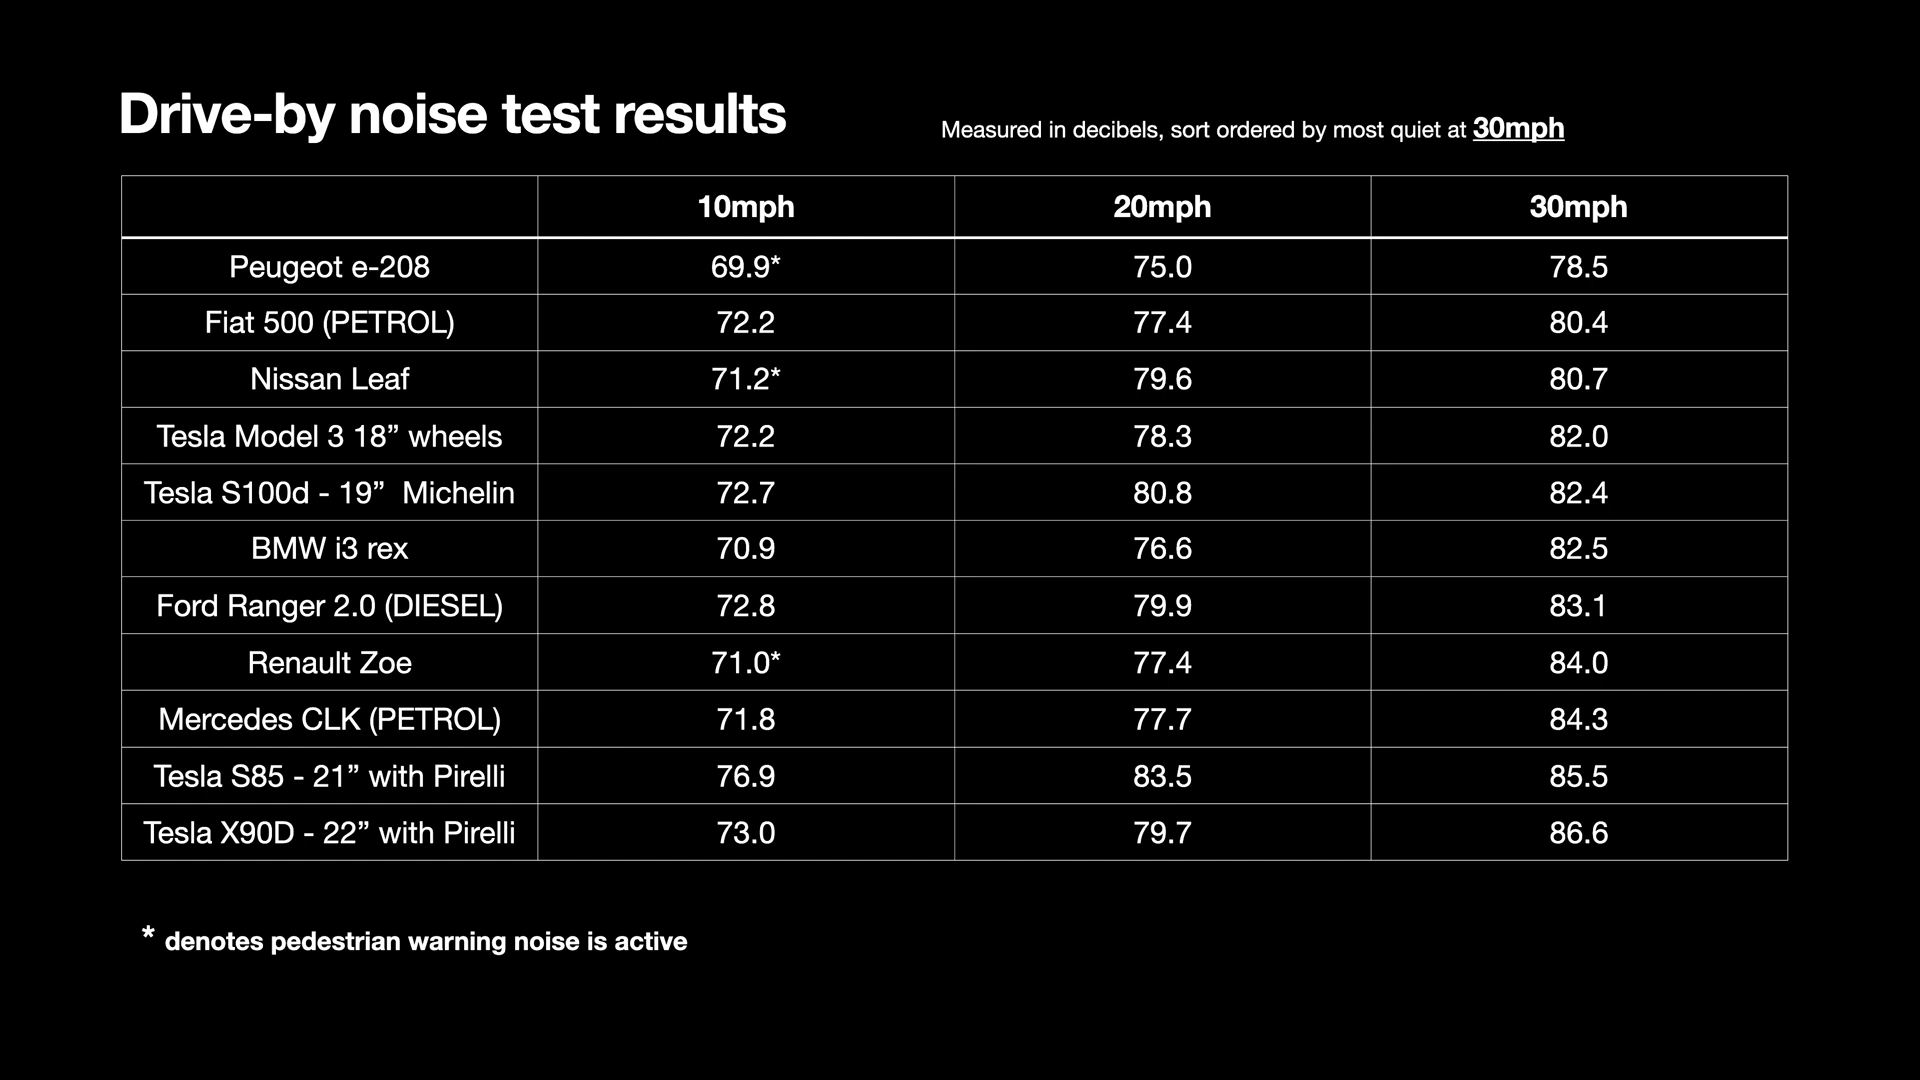 Drive-by noise test results
Measured in decibels, sort ordered by most quiet at 30mph
10mph 20mph 30mph
Peugeot e-208 69.9* 75.0 78.5
Fiat 500 (PETROL) 72.2 77.4 80.4
Nissan Leaf 71.2* 79.6 80.7
Tesla Model 3 18” wheels 72.2 78.3 82.0
Tesla S100d - 19” Michelin 72.7 80.8 82.4
BMW i3 rex 70.9 76.6 82.5
Ford Ranger 2.0 (DIESEL) 72.8 79.9 83.1
Renault Zoe 71.0* 77.4 84.0
Mercedes CLK (PETROL) 71.8 77.7 84.3
Tesla S85 - 21” with Pirelli 76.9 83.5 85.5
Tesla X90D - 22” with Pirelli 73.0 79.7 86.6
* denotes pedestrian warning noise is active